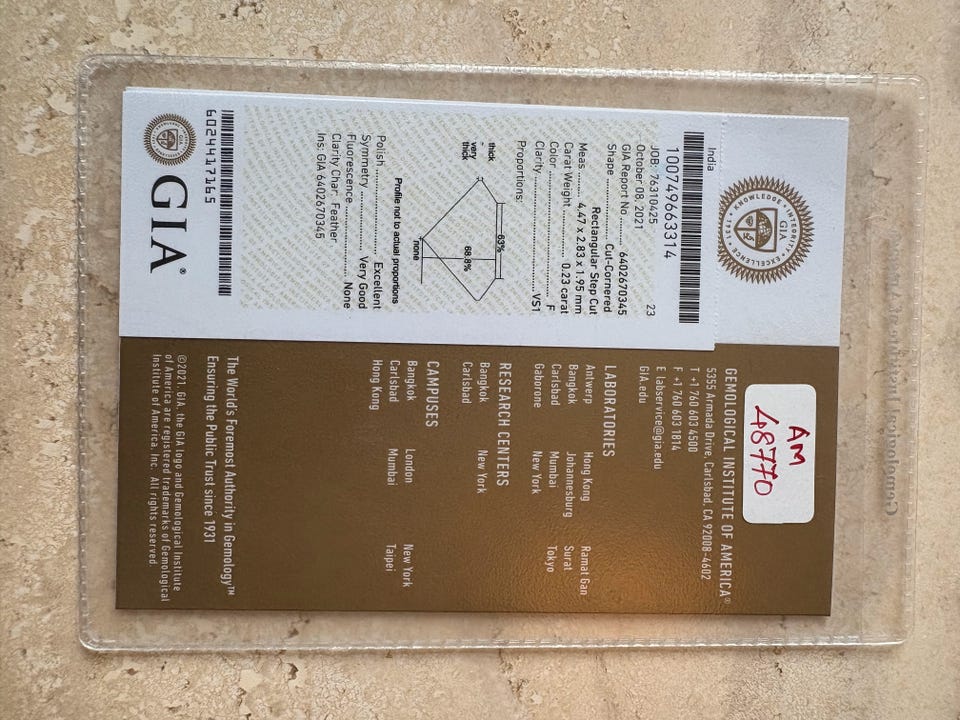 KNOWLEDGE • INTEGRITY • EXCELLENCE
GIA
1931
India
100749663314
JOB: 76310425 23
October 08, 2021
GIA Report No ........ 6402670345
Shape ............ Cut-Cornered
Rectangular Step Cut
Meas ...... 4.47 x 2.83 x 1.95 mm
Carat Weight ............ 0.23 carat
Color ............ F
Clarity ............ VS1
Proportions:
63%
68.8%
thick
-
very
thick
none
Profile not to actual proportions
Polish ............ Excellent
Symmetry ............ Very Good
Fluorescence ............ None
Clarity Char: Feather
Ins: GIA 6402670345
6024417165
GIA®
AM
48770
GEMOLOGICAL INSTITUTE OF AMERICA®
5355 Armada Drive, Carlsbad, CA 92008-4602
T +1 760 603 4500
F +1 760 603 1814
E labservice@gia.edu
GIA.edu
LABORATORIES
Antwerp Hong Kong Ramat Gan
Bangkok Johannesburg Surat
Carlsbad Mumbai Tokyo
Gaborone New York
RESEARCH CENTERS
Bangkok New York
Carlsbad
CAMPUSES
Bangkok London New York
Carlsbad Mumbai Taipei
Hong Kong
The World's Foremost Authority in Gemology™
Ensuring the Public Trust since 1931
©2021. GIA, the GIA logo and Gemological Institute
of America are registered trademarks of Gemological
Institute of America, Inc. All rights reserved.